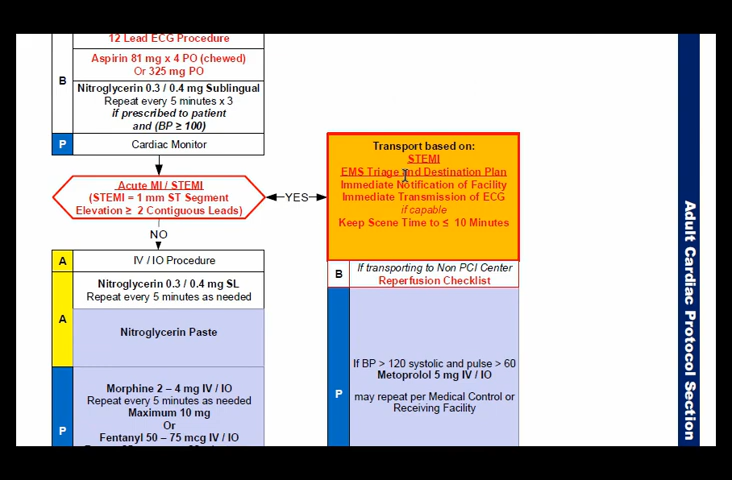 12 Lead ECG Procedure
Aspirin 81 mg x 4 PO (chewed)
Or 325 mg PO
B
Nitroglycerin 0.3 / 0.4 mg Sublingual
Repeat every 5 minutes x 3
if prescribed to patient
and (BP ≥ 100)
P
Cardiac Monitor
Acute MI / STEMI
(STEMI = 1 mm ST Segment
Elevation ≥ 2 Contiguous Leads)
YES
NO
Transport based on:
STEMI
EMS Triage and Destination Plan
Immediate Notification of Facility
Immediate Transmission of ECG
if capable
Keep Scene Time to ≤ 10 Minutes
B
If transporting to Non PCI Center
Reperfusion Checklist
P
If BP > 120 systolic and pulse > 60
Metoprolol 5 mg IV / IO
may repeat per Medical Control or
Receiving Facility
A
IV / IO Procedure
A
Nitroglycerin 0.3 / 0.4 mg SL
Repeat every 5 minutes as needed
Nitroglycerin Paste
P
Morphine 2 – 4 mg IV / IO
Repeat every 5 minutes as needed
Maximum 10 mg
Or
Fentanyl 50 – 75 mcg IV / IO
Adult Cardiac Protocol Section